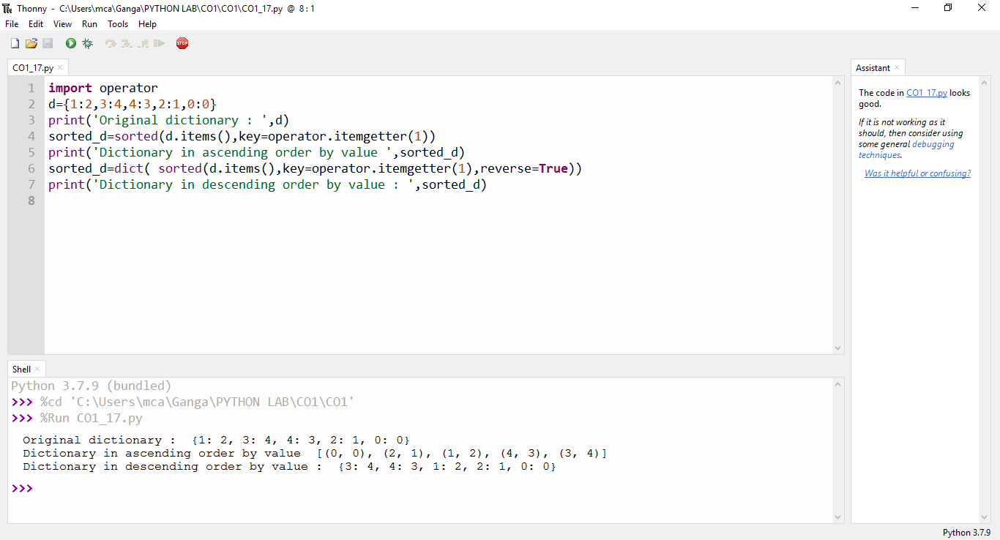 Thonny - C:\Users\mca\Ganga\PYTHON LAB\CO1\CO1\CO1_17.py @ 8:1
File Edit View Run Tools Help
STOP
CO1_17.py ×
1 import operator
2 d={1:2,3:4,4:3,2:1,0:0}
3 print('Original dictionary : ',d)
4 sorted_d=sorted(d.items(),key=operator.itemgetter(1))
5 print('Dictionary in ascending order by value ',sorted_d)
6 sorted_d=dict( sorted(d.items(),key=operator.itemgetter(1),reverse=True))
7 print('Dictionary in descending order by value : ',sorted_d)
8
Shell ×
Python 3.7.9 (bundled)
>>> %cd 'C:\Users\mca\Ganga\PYTHON LAB\CO1\CO1'
>>> %Run CO1_17.py
Original dictionary :  {1: 2, 3: 4, 4: 3, 2: 1, 0: 0}
Dictionary in ascending order by value  [(0, 0), (2, 1), (1, 2), (4, 3), (3, 4)]
Dictionary in descending order by value :  {3: 4, 4: 3, 1: 2, 2: 1, 0: 0}
>>>
Assistant ×
The code in CO1_17.py looks
good.
If it is not working as it
should, then consider using
some general debugging
techniques.
Was it helpful or confusing?
Python 3.7.9